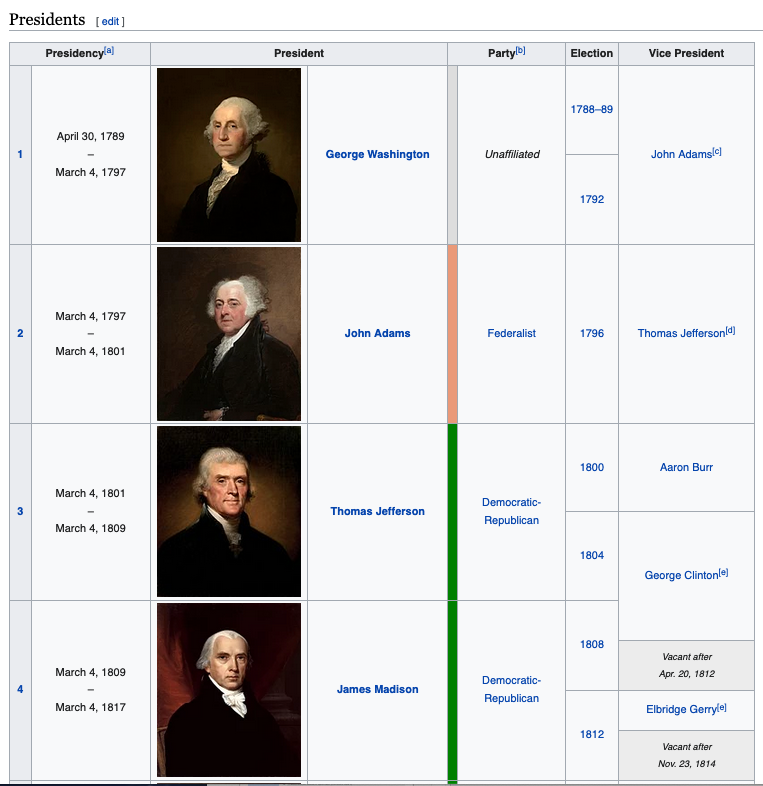 Presidents [ edit ]
Presidency[a] President Party[b] Election Vice President
1
April 30, 1789
–
March 4, 1797
George Washington
Unaffiliated
1788–89
1792
John Adams[c]
2
March 4, 1797
–
March 4, 1801
John Adams
Federalist
1796
Thomas Jefferson[d]
3
March 4, 1801
–
March 4, 1809
Thomas Jefferson
Democratic-
Republican
1800
Aaron Burr
1804
George Clinton[e]
4
March 4, 1809
–
March 4, 1817
James Madison
Democratic-
Republican
1808
Vacant after
Apr. 20, 1812
1812
Elbridge Gerry[e]
Vacant after
Nov. 23, 1814